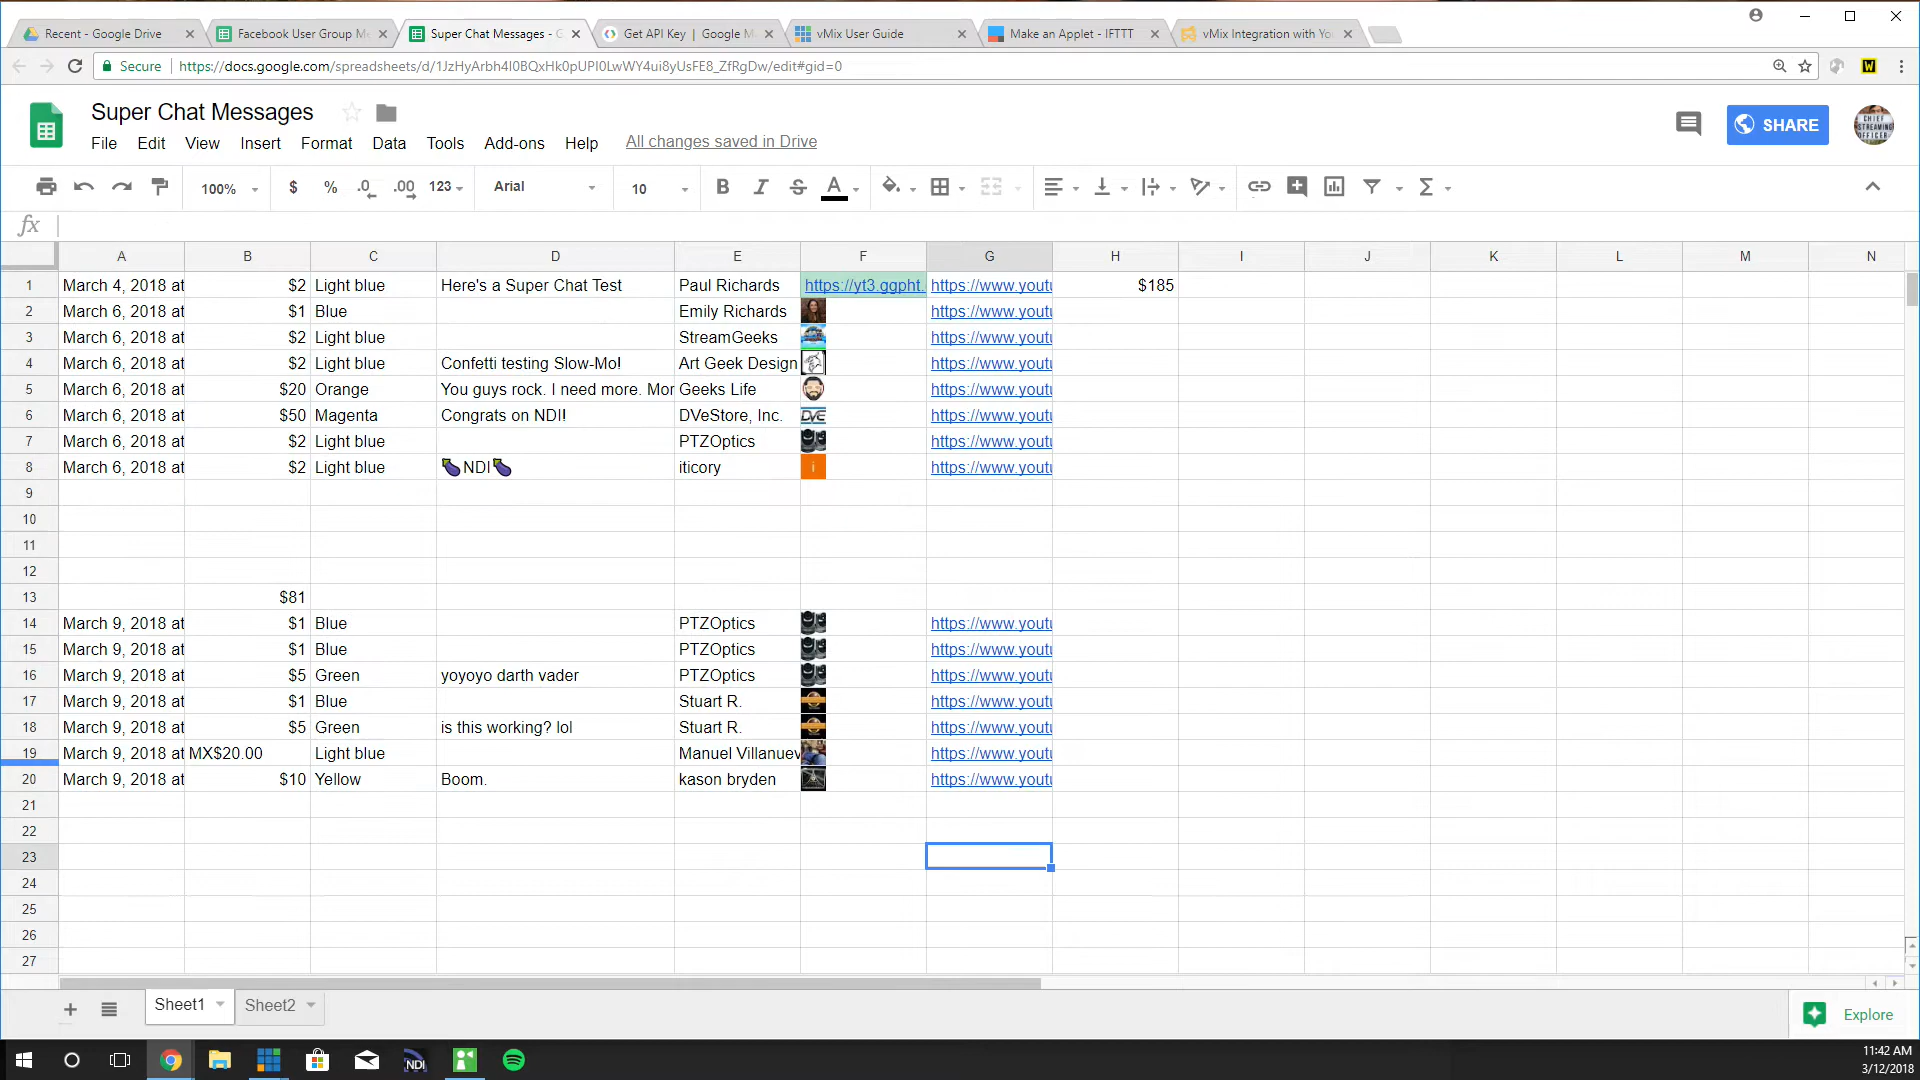 Recent - Google Drive
Facebook User Group Me
Super Chat Messages - G
Get API Key | Google M
vMix User Guide
Make an Applet - IFTTT
vMix Integration with Yo
Secure https://docs.google.com/spreadsheets/d/1JzHyArbh4I0BQxHk0pUPI0LwWY4ui8yUsFE8_ZfRgDw/edit#gid=0
Super Chat Messages
File Edit View Insert Format Data Tools Add-ons Help All changes saved in Drive
SHARE
CHIEF STREAMING OFFICER
100% $ % .0 .00 123 Arial 10 B I S A Σ
fx
A B C D E F G H I J K L M N
1 March 4, 2018 at $2 Light blue Here's a Super Chat Test Paul Richards https://yt3.ggpht. https://www.yout $185
2 March 6, 2018 at $1 Blue Emily Richards https://www.yout
3 March 6, 2018 at $2 Light blue StreamGeeks https://www.yout
4 March 6, 2018 at $2 Light blue Confetti testing Slow-Mo! Art Geek Design https://www.yout
5 March 6, 2018 at $20 Orange You guys rock. I need more. Mor Geeks Life https://www.yout
6 March 6, 2018 at $50 Magenta Congrats on NDI! DVeStore, Inc. DVE https://www.yout
7 March 6, 2018 at $2 Light blue PTZOptics https://www.yout
8 March 6, 2018 at $2 Light blue 🍆NDI🍆 iticory i https://www.yout
9
10
11
12
13 $81
14 March 9, 2018 at $1 Blue PTZOptics https://www.yout
15 March 9, 2018 at $1 Blue PTZOptics https://www.yout
16 March 9, 2018 at $5 Green yoyoyo darth vader PTZOptics https://www.yout
17 March 9, 2018 at $1 Blue Stuart R. https://www.yout
18 March 9, 2018 at $5 Green is this working? lol Stuart R. https://www.yout
19 March 9, 2018 at MX$20.00 Light blue Manuel Villanuev https://www.yout
20 March 9, 2018 at $10 Yellow Boom. kason bryden https://www.yout
21
22
23
24
25
26
27
Sheet1 Sheet2
Explore
NDI
11:42 AM
3/12/2018